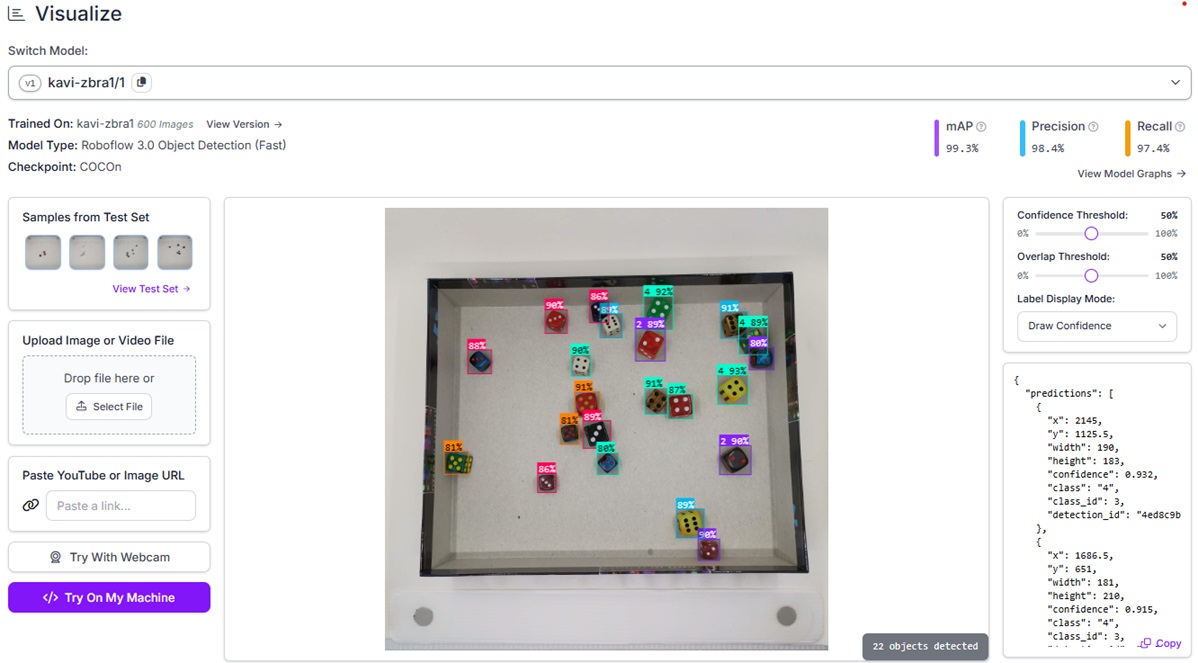 Visualize
Switch Model:
v1 kavi-zbra1/1
Trained On: kavi-zbra1 600 Images View Version →
Model Type: Roboflow 3.0 Object Detection (Fast)
Checkpoint: COCOn
mAP
99.3%
Precision
98.4%
Recall
97.4%
View Model Graphs →
Samples from Test Set
View Test Set →
Upload Image or Video File
Drop file here or
Select File
Paste YouTube or Image URL
Paste a link...
Try With Webcam
</> Try On My Machine
90%
86%
4 92%
2 89%
91%
4 89%
80%
88%
90%
4 93%
91%
91%
87%
81%
89%
80%
81%
86%
2 90%
89%
90%
22 objects detected
Confidence Threshold: 50%
0% 100%
Overlap Threshold: 50%
0% 100%
Label Display Mode:
Draw Confidence
{
"predictions": [
{
"x": 2145,
"y": 1125.5,
"width": 190,
"height": 183,
"confidence": 0.932,
"class": "4",
"class_id": 3,
"detection_id": "4ed8c9b
},
{
"x": 1686.5,
"y": 651,
"width": 181,
"height": 210,
"confidence": 0.915,
"class": "4",
"class_id": 3,
Copy